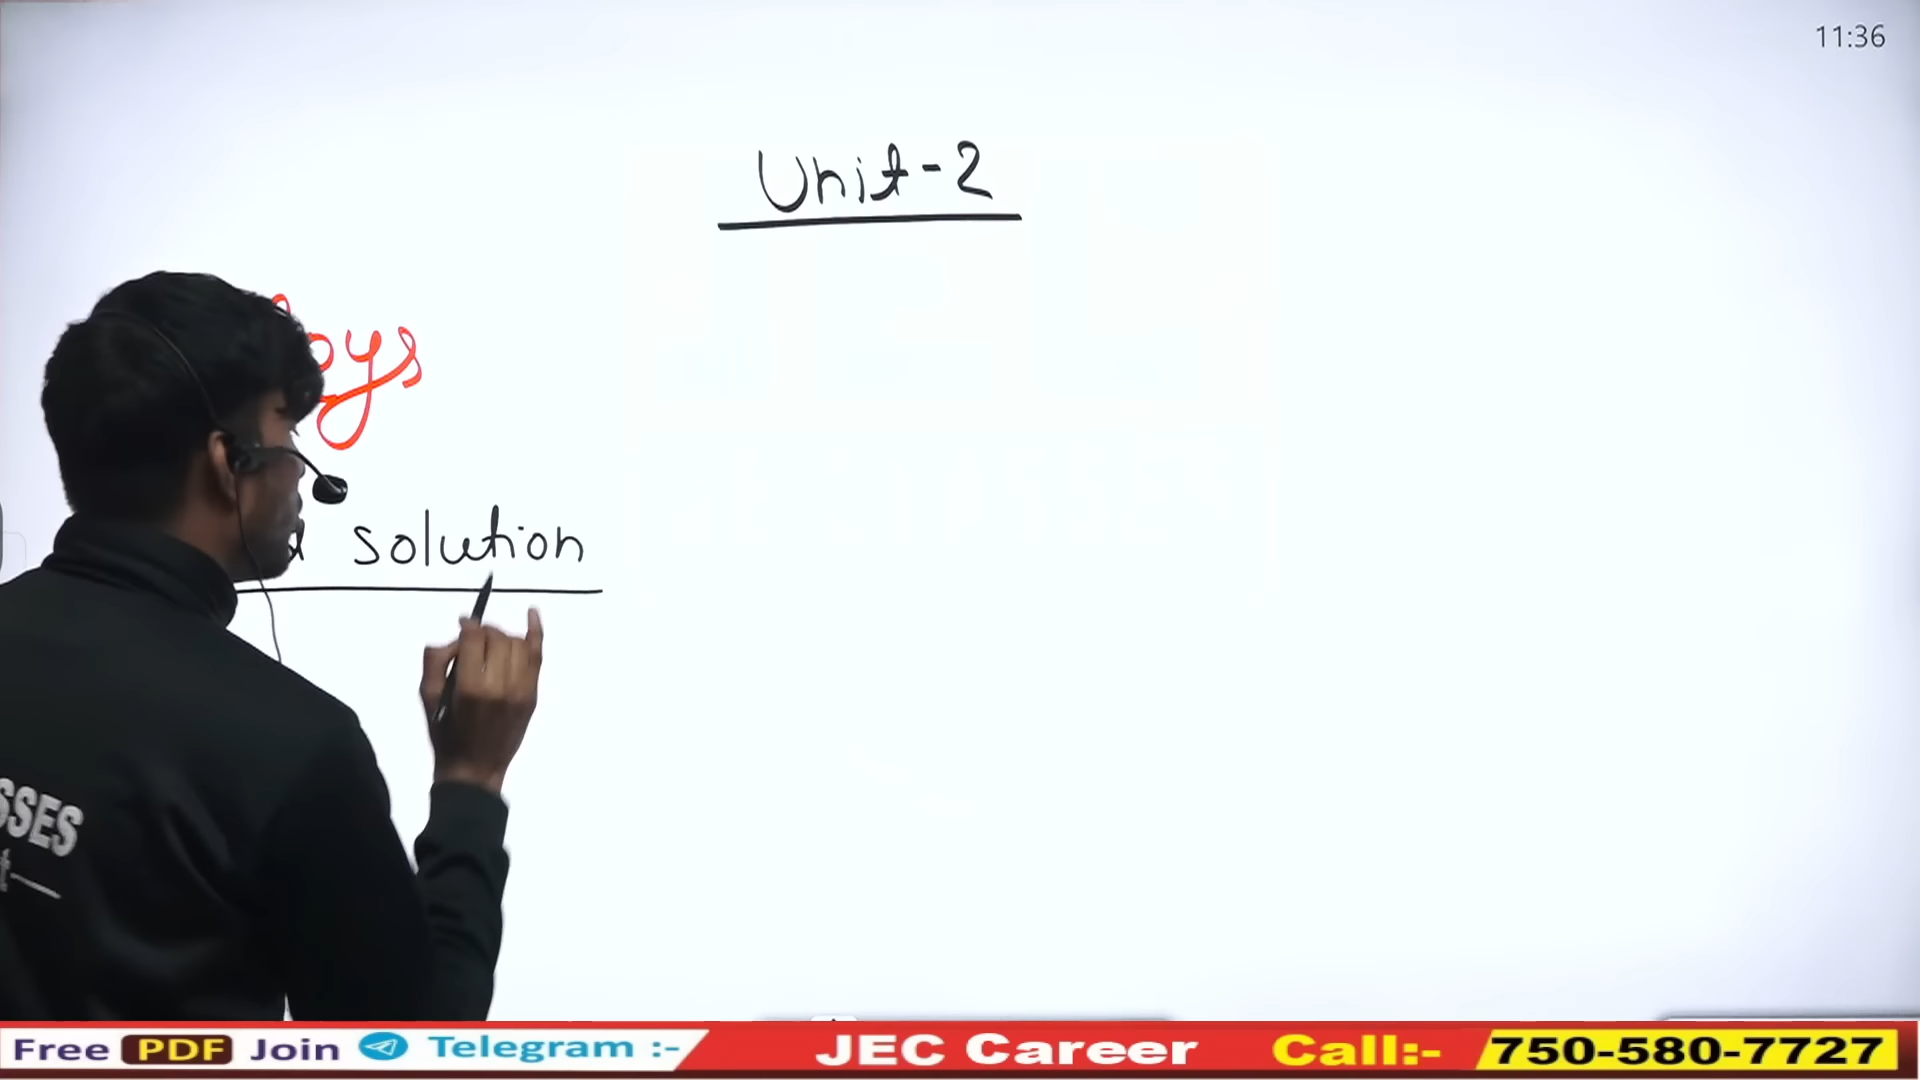 11:36
Unit-2
solution
SSES
Free PDF Join Telegram :- JEC Career Call:- 750-580-7727